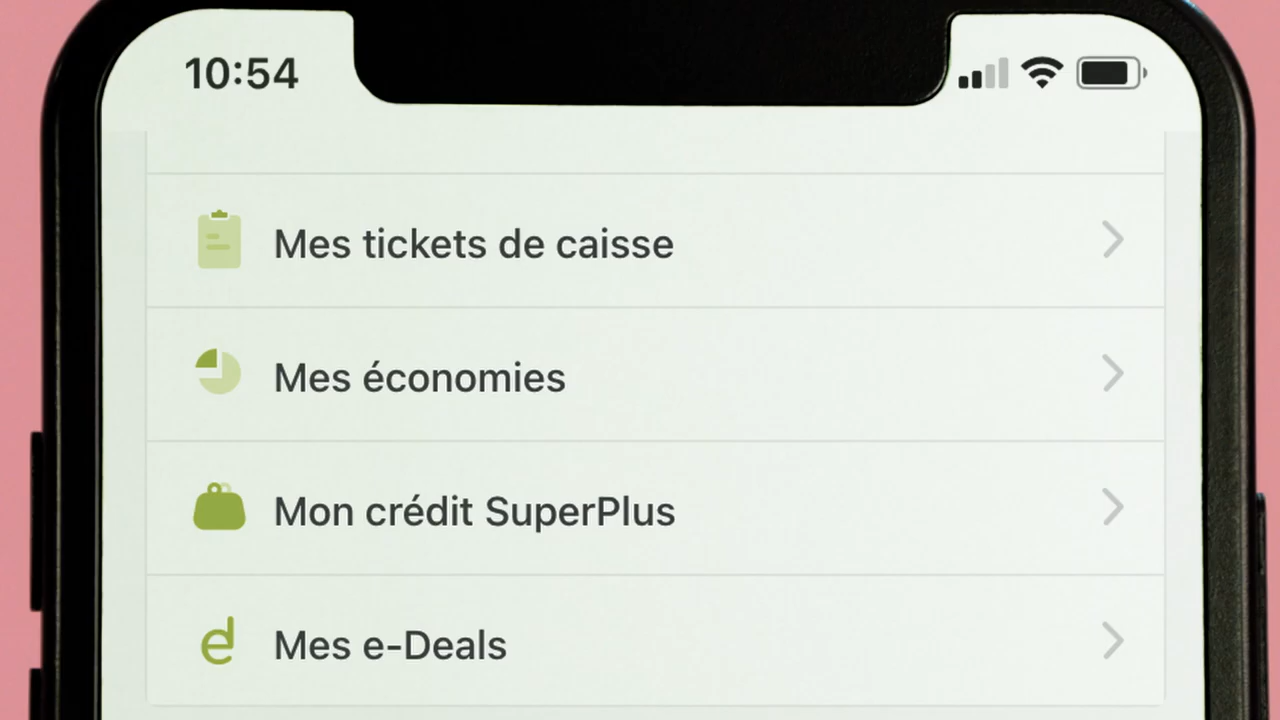 10:54
Mes tickets de caisse
Mes économies
Mon crédit SuperPlus
Mes e-Deals